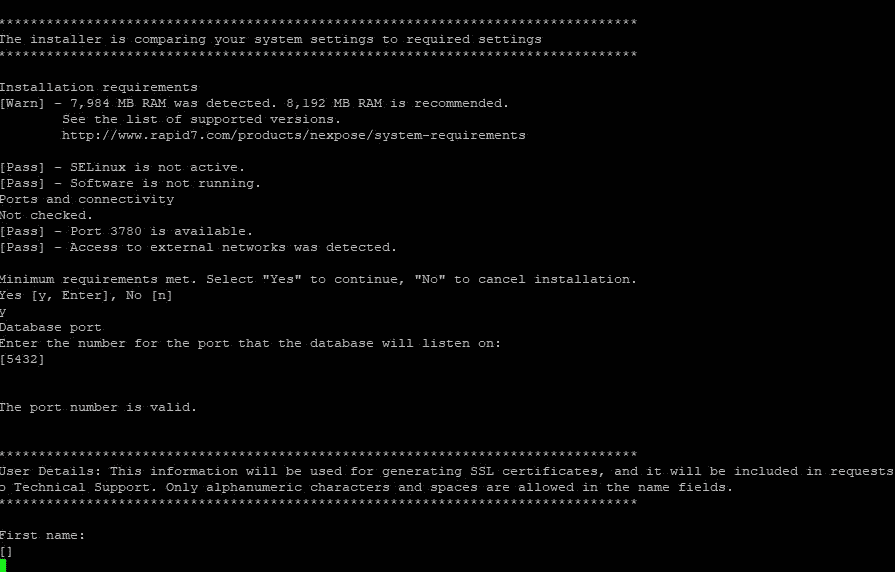 ********************************************************************************
The installer is comparing your system settings to required settings
********************************************************************************
Installation requirements
[Warn] - 7,984 MB RAM was detected. 8,192 MB RAM is recommended.
See the list of supported versions.
http://www.rapid7.com/products/nexpose/system-requirements
[Pass] - SELinux is not active.
[Pass] - Software is not running.
Ports and connectivity
Not checked.
[Pass] - Port 3780 is available.
[Pass] - Access to external networks was detected.
Minimum requirements met. Select "Yes" to continue, "No" to cancel installation.
Yes [y, Enter], No [n]
y
Database port
Enter the number for the port that the database will listen on:
[5432]
The port number is valid.
********************************************************************************
User Details: This information will be used for generating SSL certificates, and it will be included in requests
o Technical Support. Only alphanumeric characters and spaces are allowed in the name fields.
********************************************************************************
First name:
[]